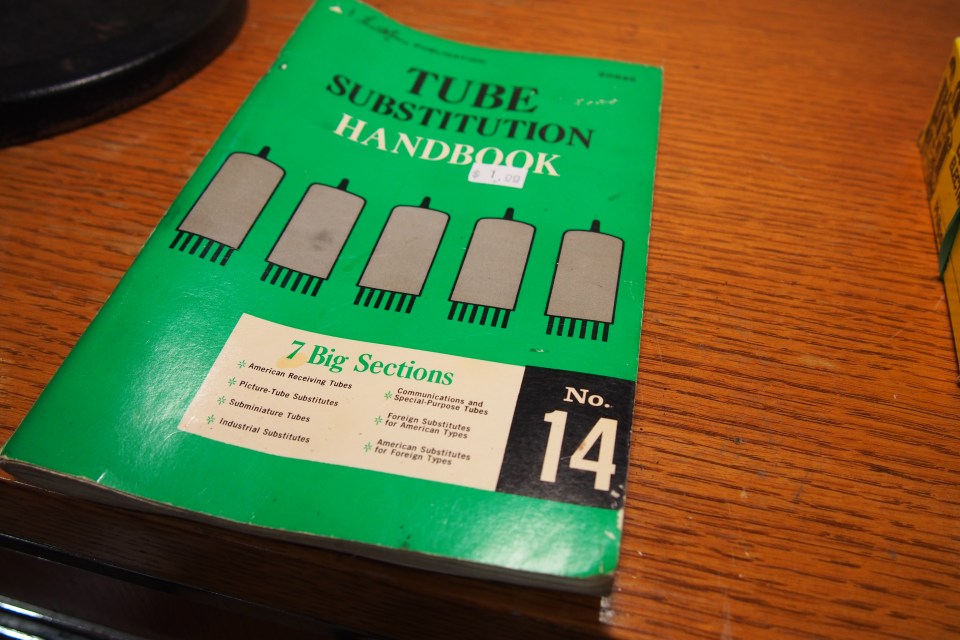 PUBLICATION
TUBE
SUBSTITUTION
HANDBOOK
$ 1.00
7 Big Sections
American Receiving Tubes
Picture-Tube Substitutes
Subminiature Tubes
Industrial Substitutes
Communications and
Special-Purpose Tubes
Foreign Substitutes
for American Types
American Substitutes
for Foreign Types
No.
14